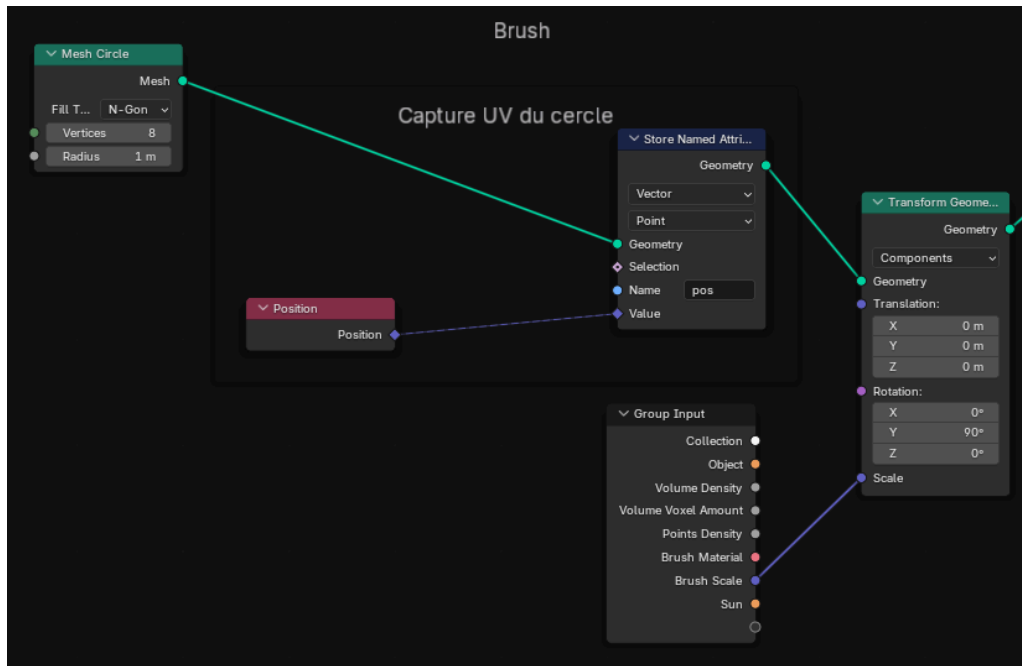 Brush
Mesh Circle
Mesh
Fill T... N-Gon
Vertices 8
Radius 1 m
Capture UV du cercle
Store Named Attri...
Geometry
Vector
Point
Geometry
Selection
Name pos
Value
Position
Position
Transform Geome...
Geometry
Components
Geometry
Translation:
X 0 m
Y 0 m
Z 0 m
Rotation:
X 0°
Y 90°
Z 0°
Scale
Group Input
Collection
Object
Volume Density
Volume Voxel Amount
Points Density
Brush Material
Brush Scale
Sun